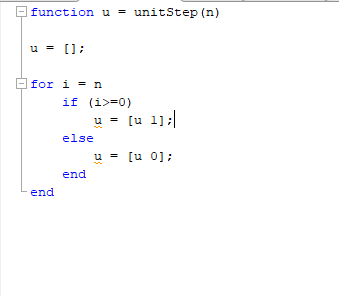 function u = unitStep(n)
u = [];
for i = n
if (i>=0)
u = [u 1];
else
u = [u 0];
end
end